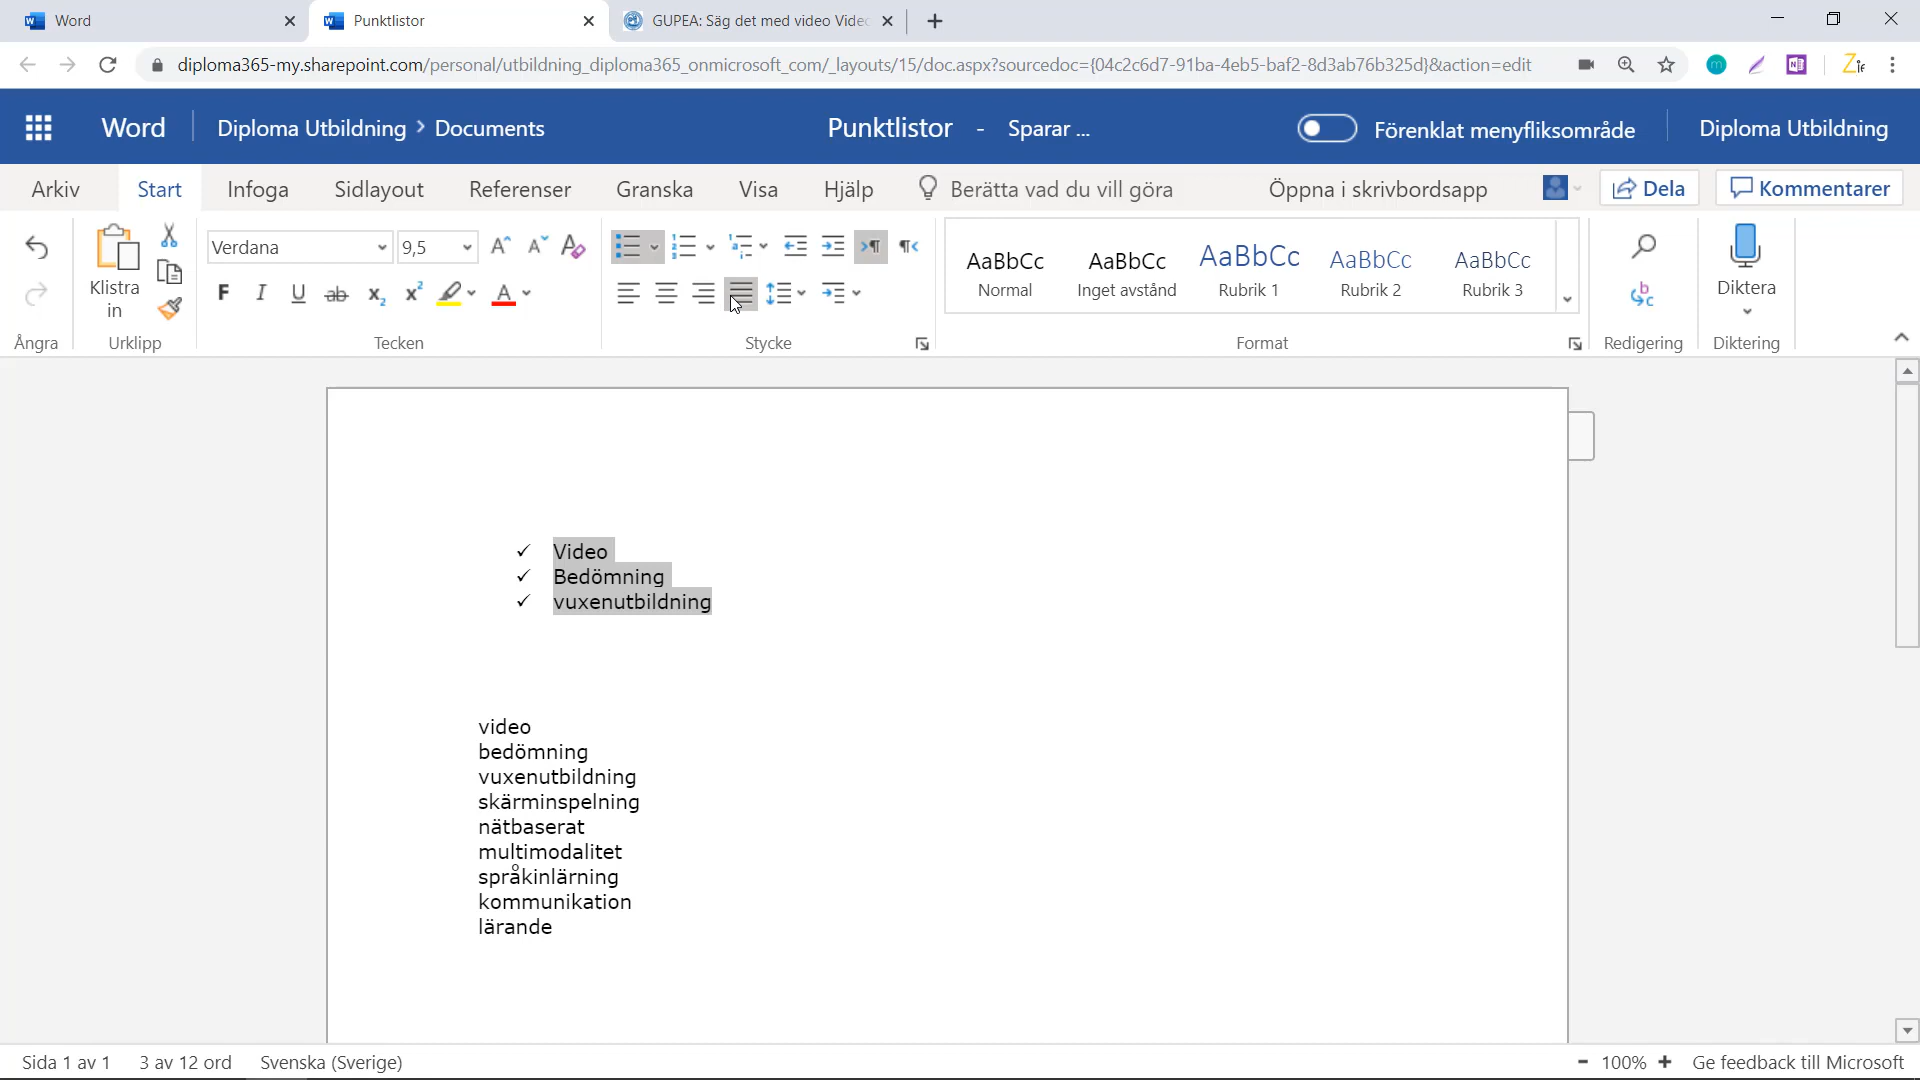 Word
Punktlistor
GUPEA: Säg det med video Vide
diploma365-my.sharepoint.com/personal/utbildning_diploma365_onmicrosoft_com/_layouts/15/doc.aspx?sourcedoc={04c2c6d7-91ba-4eb5-baf2-8d3ab76b325d}&action=edit
Word
Diploma Utbildning > Documents
Punktlistor - Sparar ...
Förenklat menyfliksområde
Diploma Utbildning
Arkiv
Start
Infoga
Sidlayout
Referenser
Granska
Visa
Hjälp
Berätta vad du vill göra
Öppna i skrivbordsapp
Dela
Kommentarer
Klistra
in
Verdana
9,5
F
I
U
ab
AaBbCc
AaBbCc
AaBbCc
AaBbCc
AaBbCc
Normal
Inget avstånd
Rubrik 1
Rubrik 2
Rubrik 3
Diktera
Ångra
Urklipp
Tecken
Stycke
Format
Redigering
Diktering
✓ Video
✓ Bedömning
✓ vuxenutbildning
video
bedömning
vuxenutbildning
skärminspelning
nätbaserat
multimodalitet
språkinlärning
kommunikation
lärande
Sida 1 av 1
3 av 12 ord
Svenska (Sverige)
- 100% +
Ge feedback till Microsoft